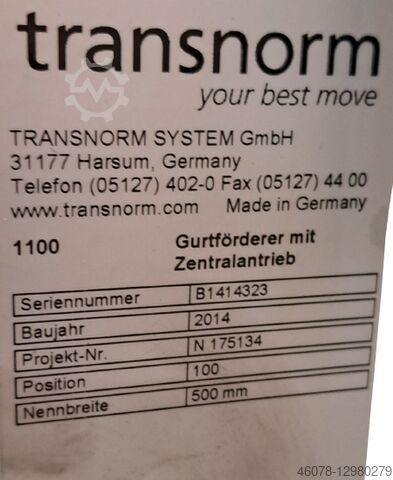 transnorm
your best move
TRANSNORM SYSTEM GmbH
31177 Harsum, Germany
Telefon (05127) 402-0 Fax (05127) 44 00
www.transnorm.com Made in Germany
1100 Gurtförderer mit
Zentralantrieb
Seriennummer B1414323
Baujahr 2014
Projekt-Nr. N 175134
Position 100
Nennbreite 500 mm
46078-12980279